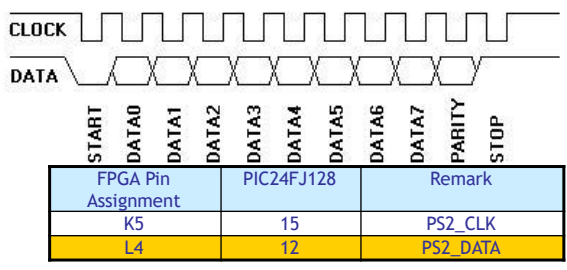 CLOCK
DATA
START
DATA0
DATA1
DATA2
DATA3
DATA4
DATA5
DATA6
DATA7
PARITY
STOP
FPGA Pin Assignment PIC24FJ128 Remark
K5 15 PS2_CLK
L4 12 PS2_DATA